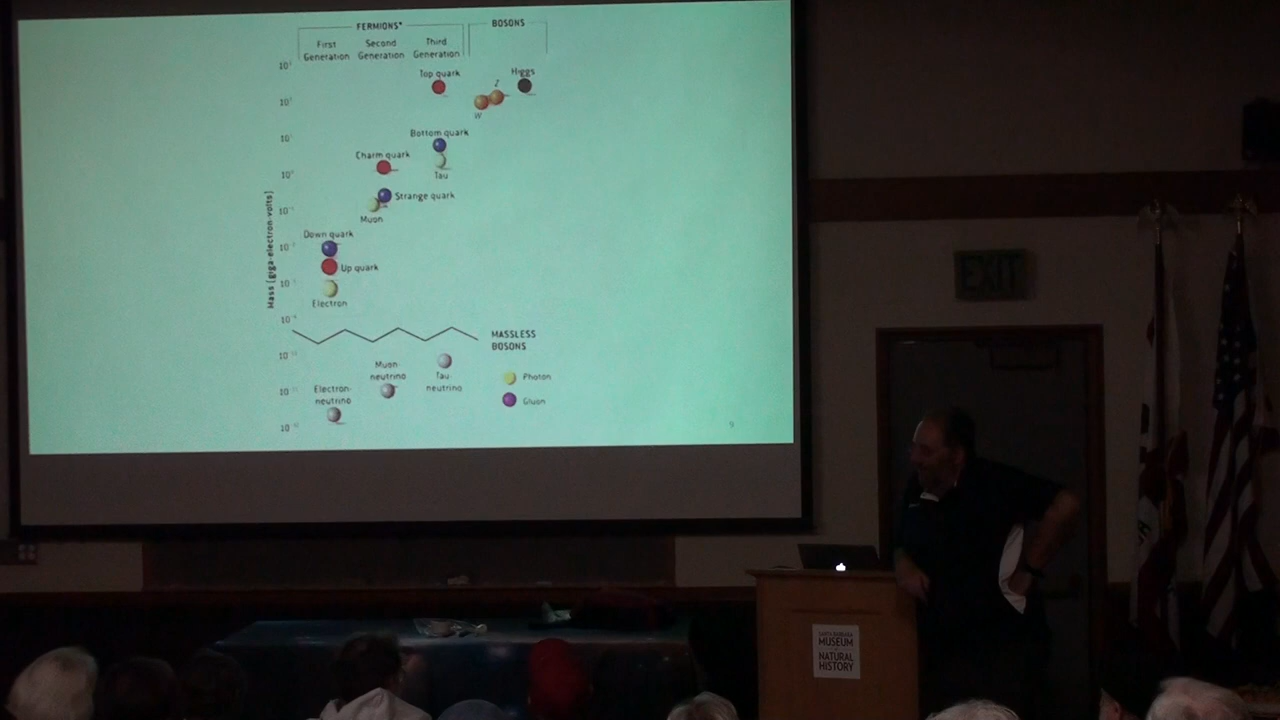 FERMIONS*
BOSONS
First
Generation
Second
Generation
Third
Generation
Top quark
Higgs
Z
W
Bottom quark
Charm quark
Tau
Strange quark
Muon
Down quark
Up quark
Electron
Mass (giga-electron-volts)
MASSLESS
BOSONS
Muon
neutrino
Tau
neutrino
Electron-
neutrino
Photon
Gluon
9
EXIT
SANTA BARBARA
MUSEUM
NATURAL
HISTORY